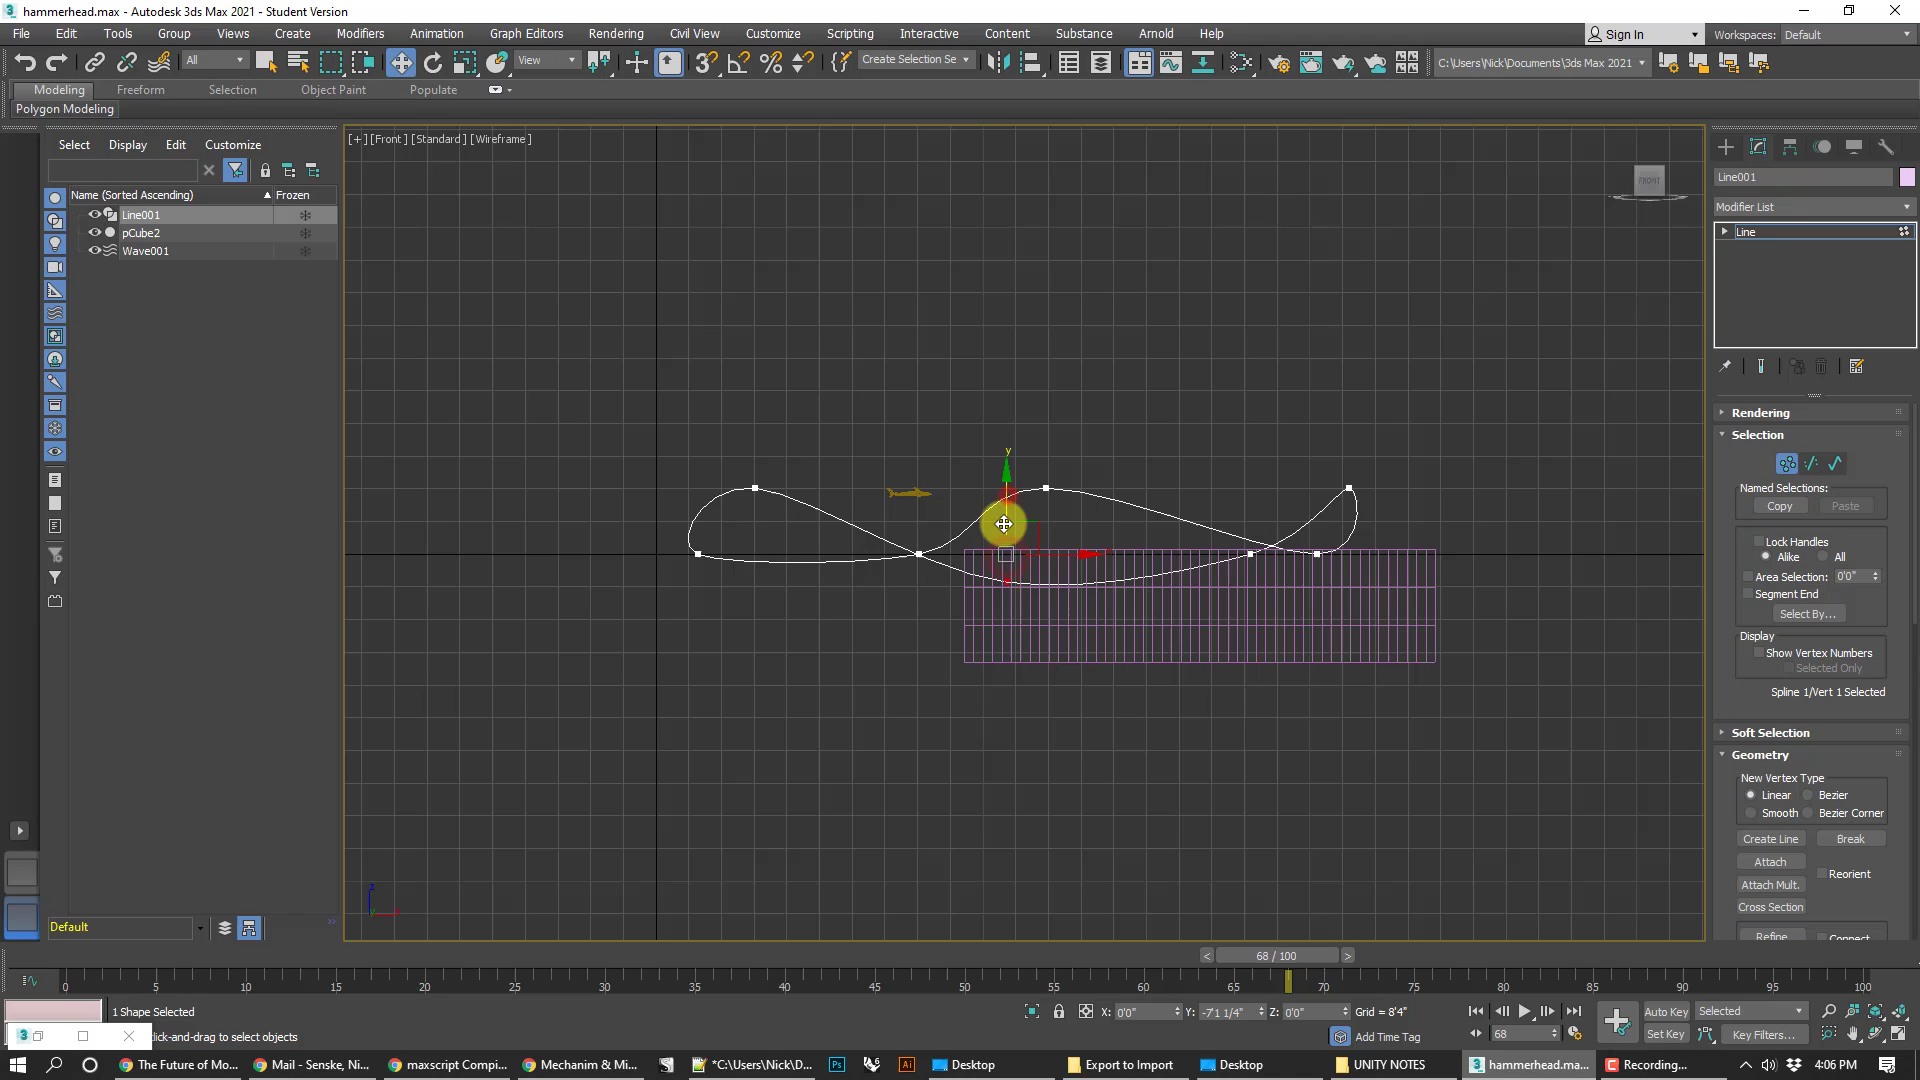 hammerhead.max - Autodesk 3ds Max 2021 - Student Version
File Edit Tools Group Views Create Modifiers Animation Graph Editors Rendering Civil View Customize Scripting Interactive Content Substance Arnold Help
Sign In
Workspaces: Default
All
View
Create Selection Se
C:\Users\Nick\Documents\3ds Max 2021
Modeling Freeform Selection Object Paint Populate
Polygon Modeling
Select Display Edit Customize
Name (Sorted Ascending) Frozen
Line001
pCube2
Wave001
[+] [Front] [Standard] [Wireframe]
FRONT
y
z
Default
Line001
Modifier List
Line
Rendering
Selection
Named Selections:
Copy Paste
Lock Handles
Alike All
Area Selection: 0'0"
Segment End
Select By...
Display
Show Vertex Numbers
Selected Only
Spline 1/Vert 1 Selected
Soft Selection
Geometry
New Vertex Type
Linear Bezier
Smooth Bezier Corner
Create Line Break
Attach
Reorient
Attach Mult.
Cross Section
Refine Connect
68 / 100
0 5 10 15 20 25 30 35 40 45 50 55 60 65 70 75 80 85 90 95 100
1 Shape Selected
X: 0'0" Y: -7'1 1/4" Z: 0'0" Grid = 8'4"
Auto Key Selected
click-and-drag to select objects
Add Time Tag
68
Set Key Key Filters...
The Future of Mo...
Mail - Senske, Ni...
maxscript Compi...
Mechanim & Mi...
*C:\Users\Nick\D...
Ps
Ai
Desktop
Export to Import
Desktop
UNITY NOTES
hammerhead.ma...
Recording...
4:06 PM